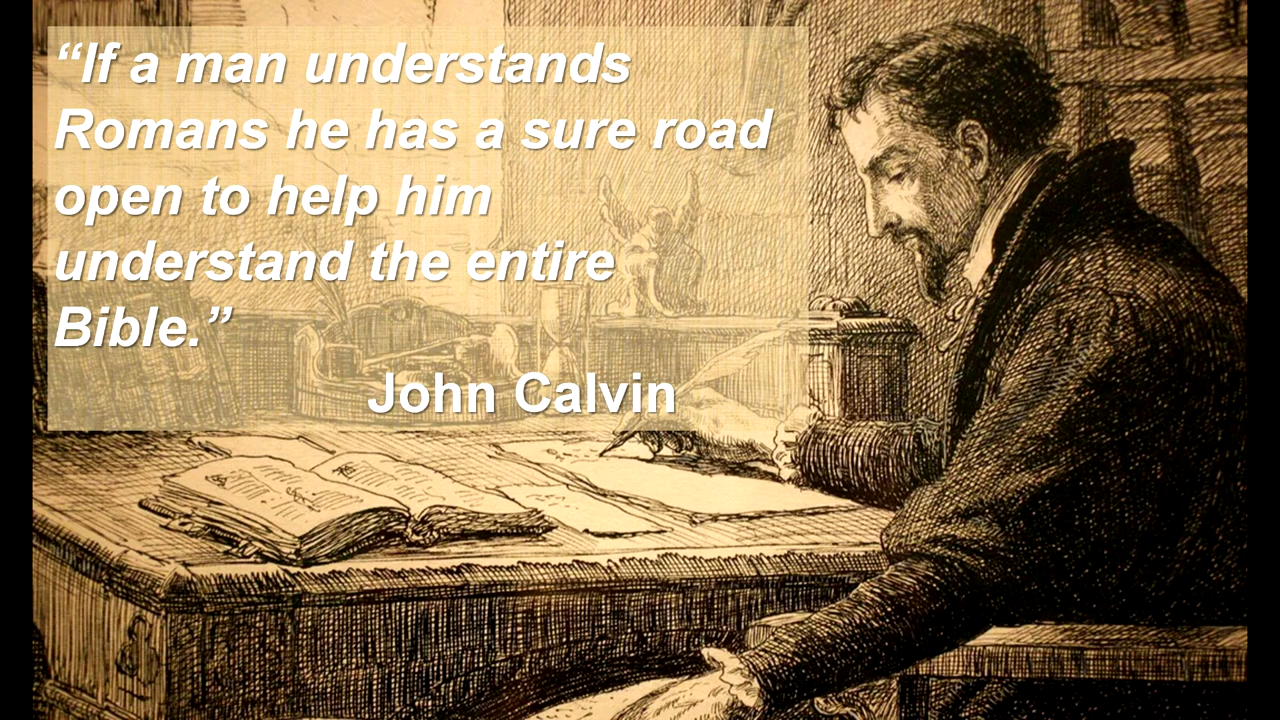 “If a man understands
Romans he has a sure road
open to help him
understand the entire
Bible.”
John Calvin